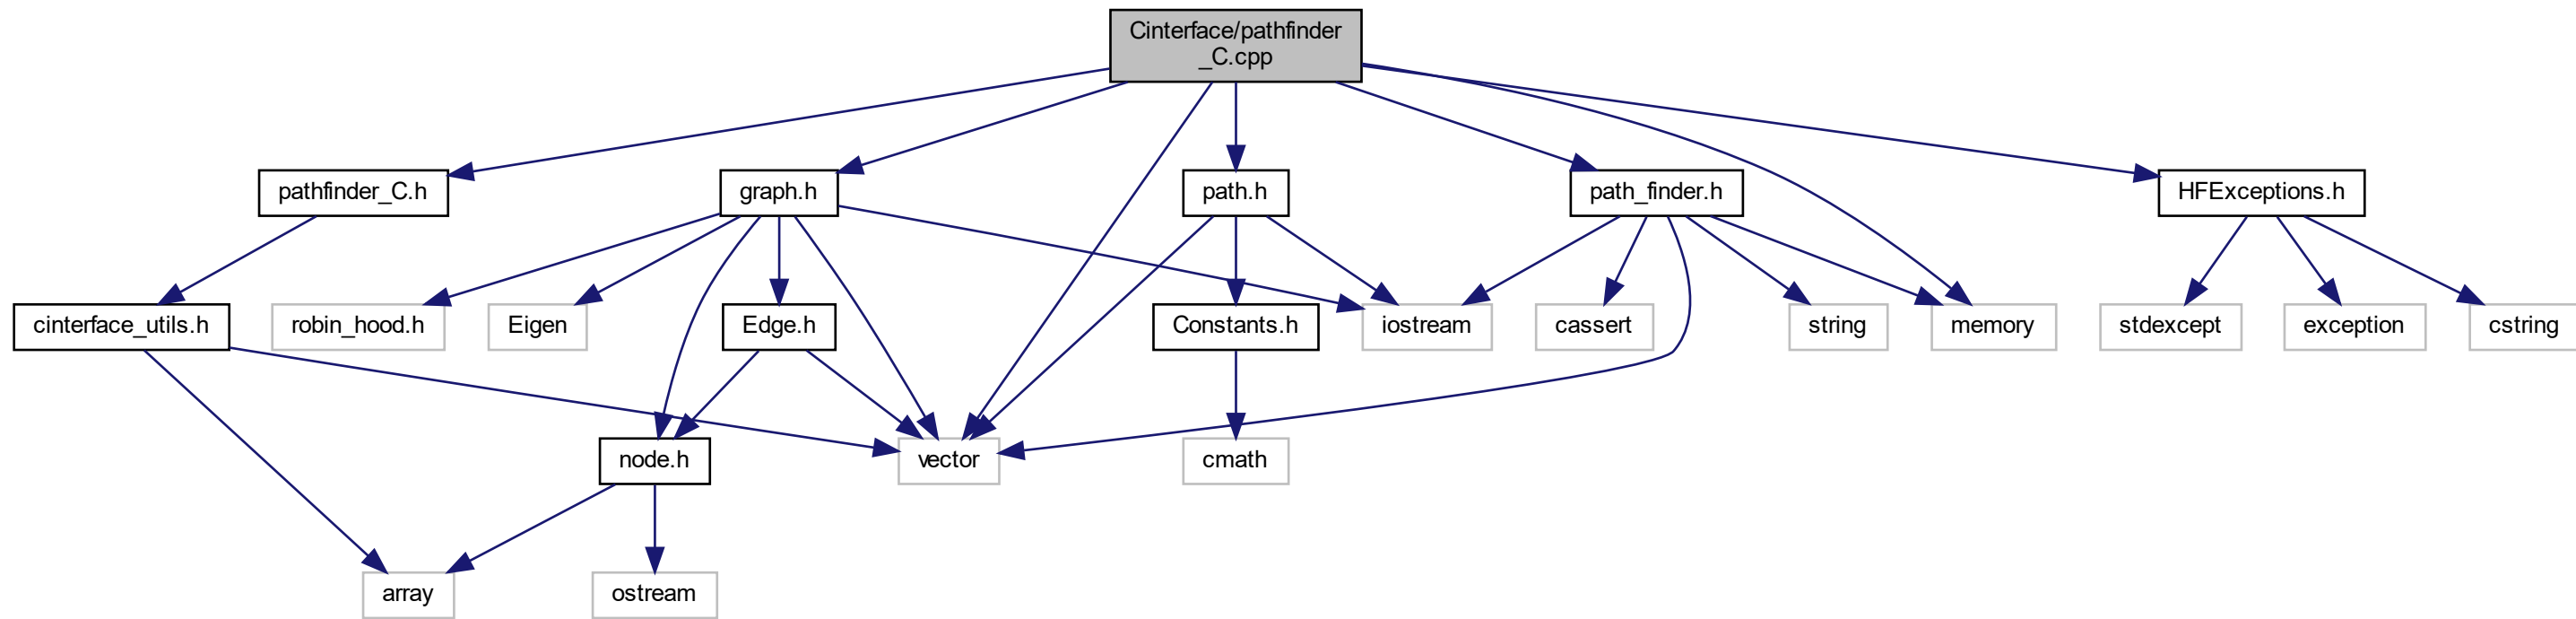 Cinterface/pathfinder
_C.cpp
pathfinder_C.h
graph.h
path.h
path_finder.h
HFExceptions.h
cinterface_utils.h
robin_hood.h
Eigen
Edge.h
Constants.h
iostream
cassert
string
memory
stdexcept
exception
cstring
node.h
vector
cmath
array
ostream